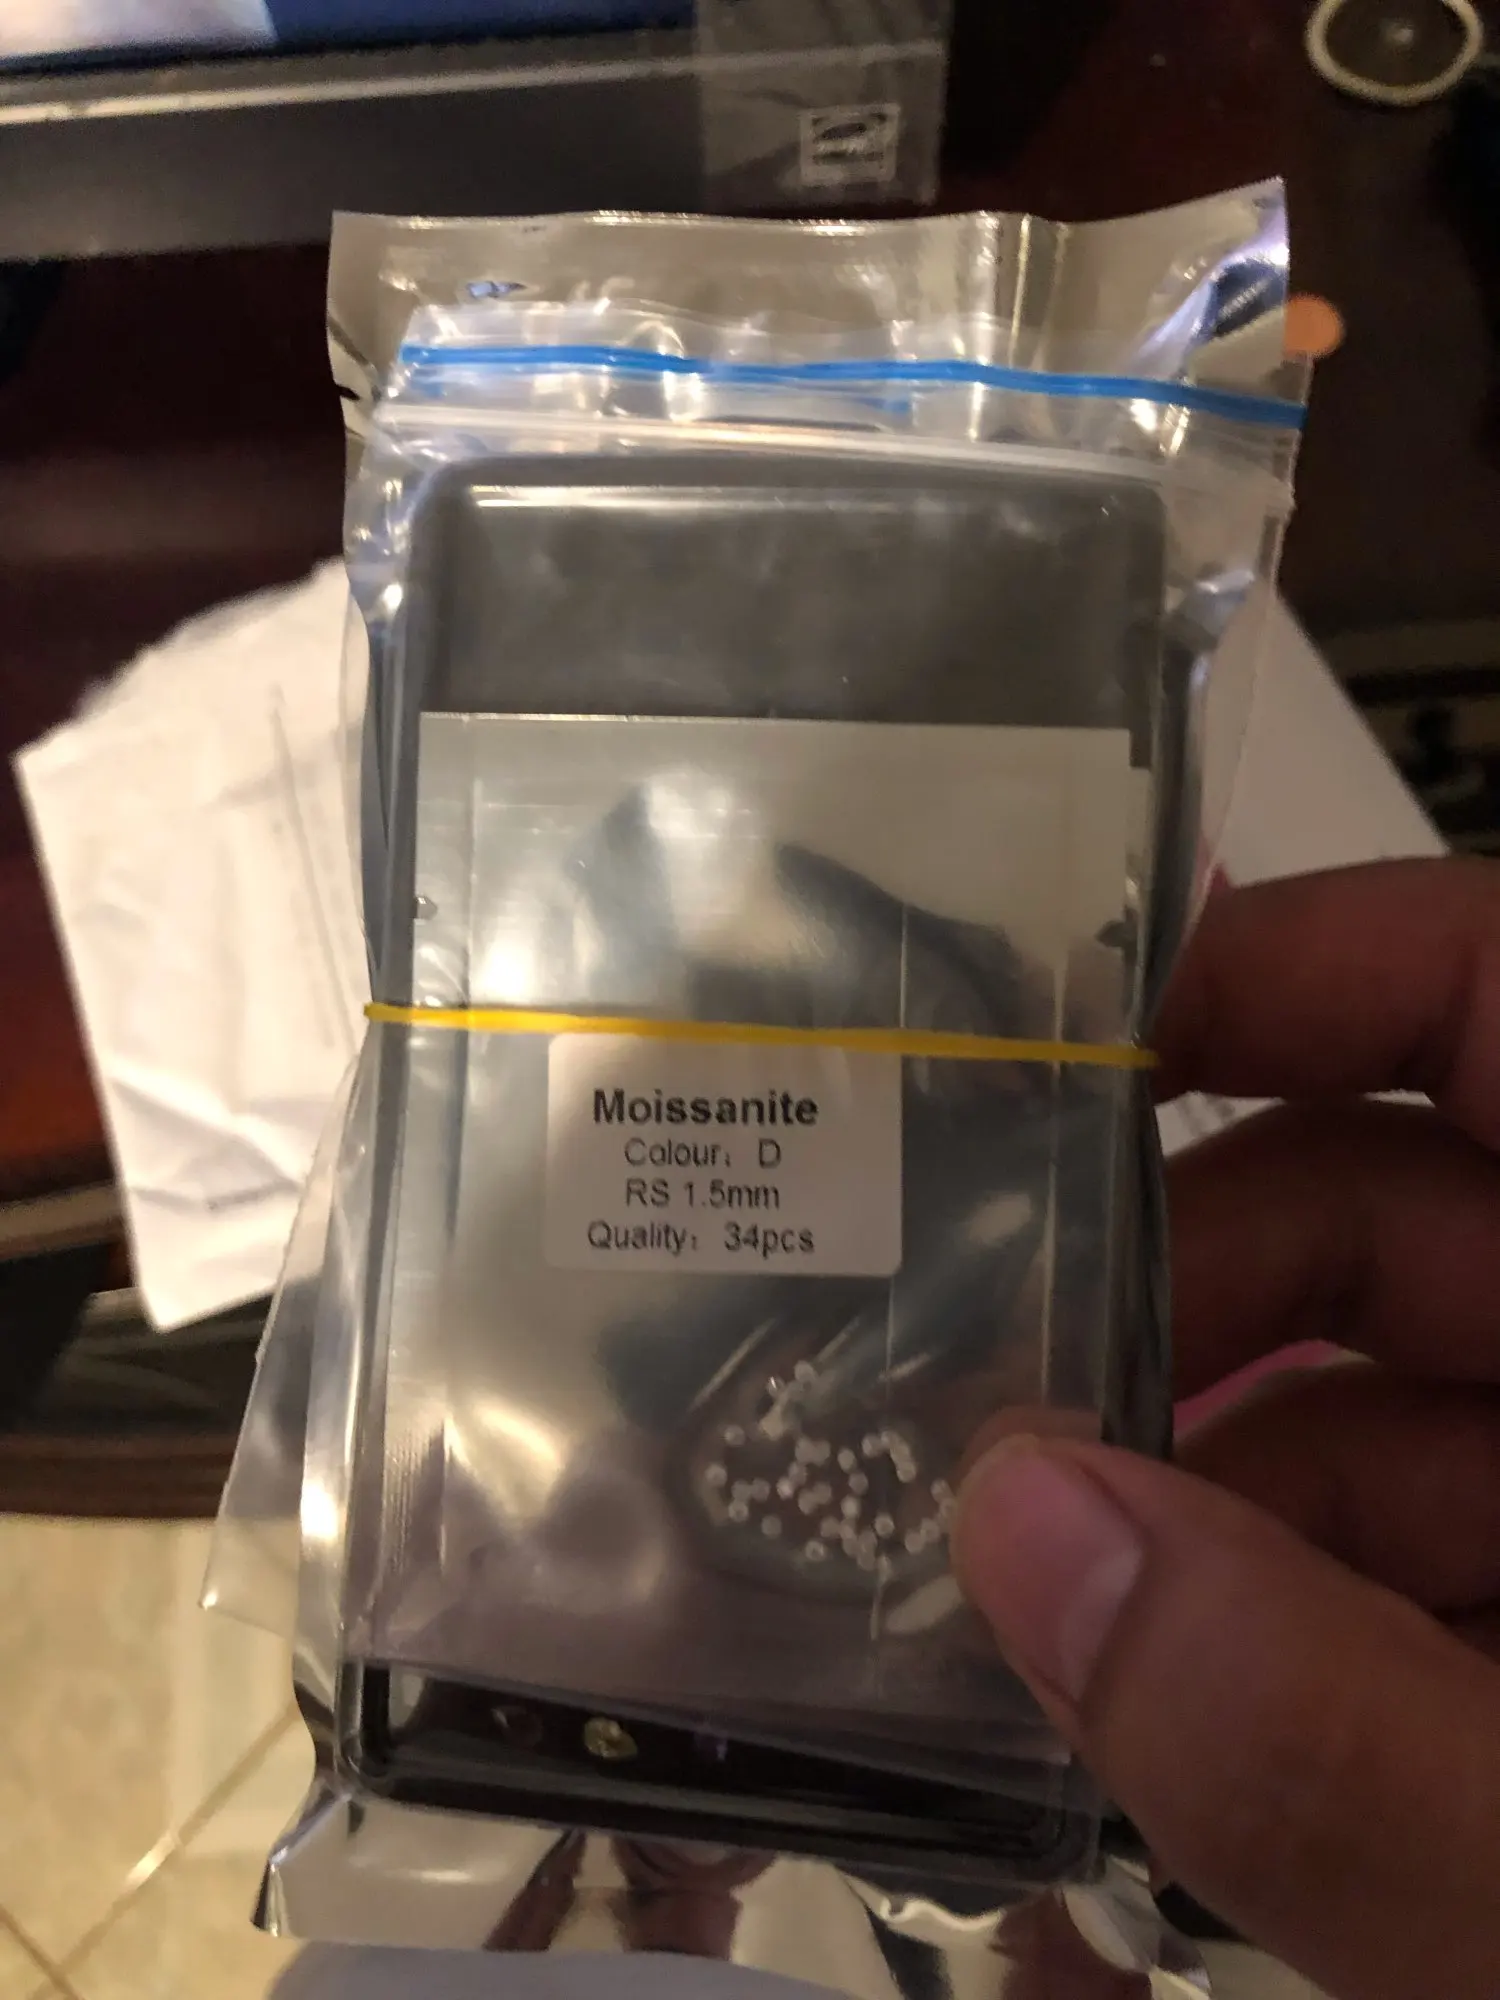 Moissanite
Colour: D
RS 1.5mm
Quality: 34pcs